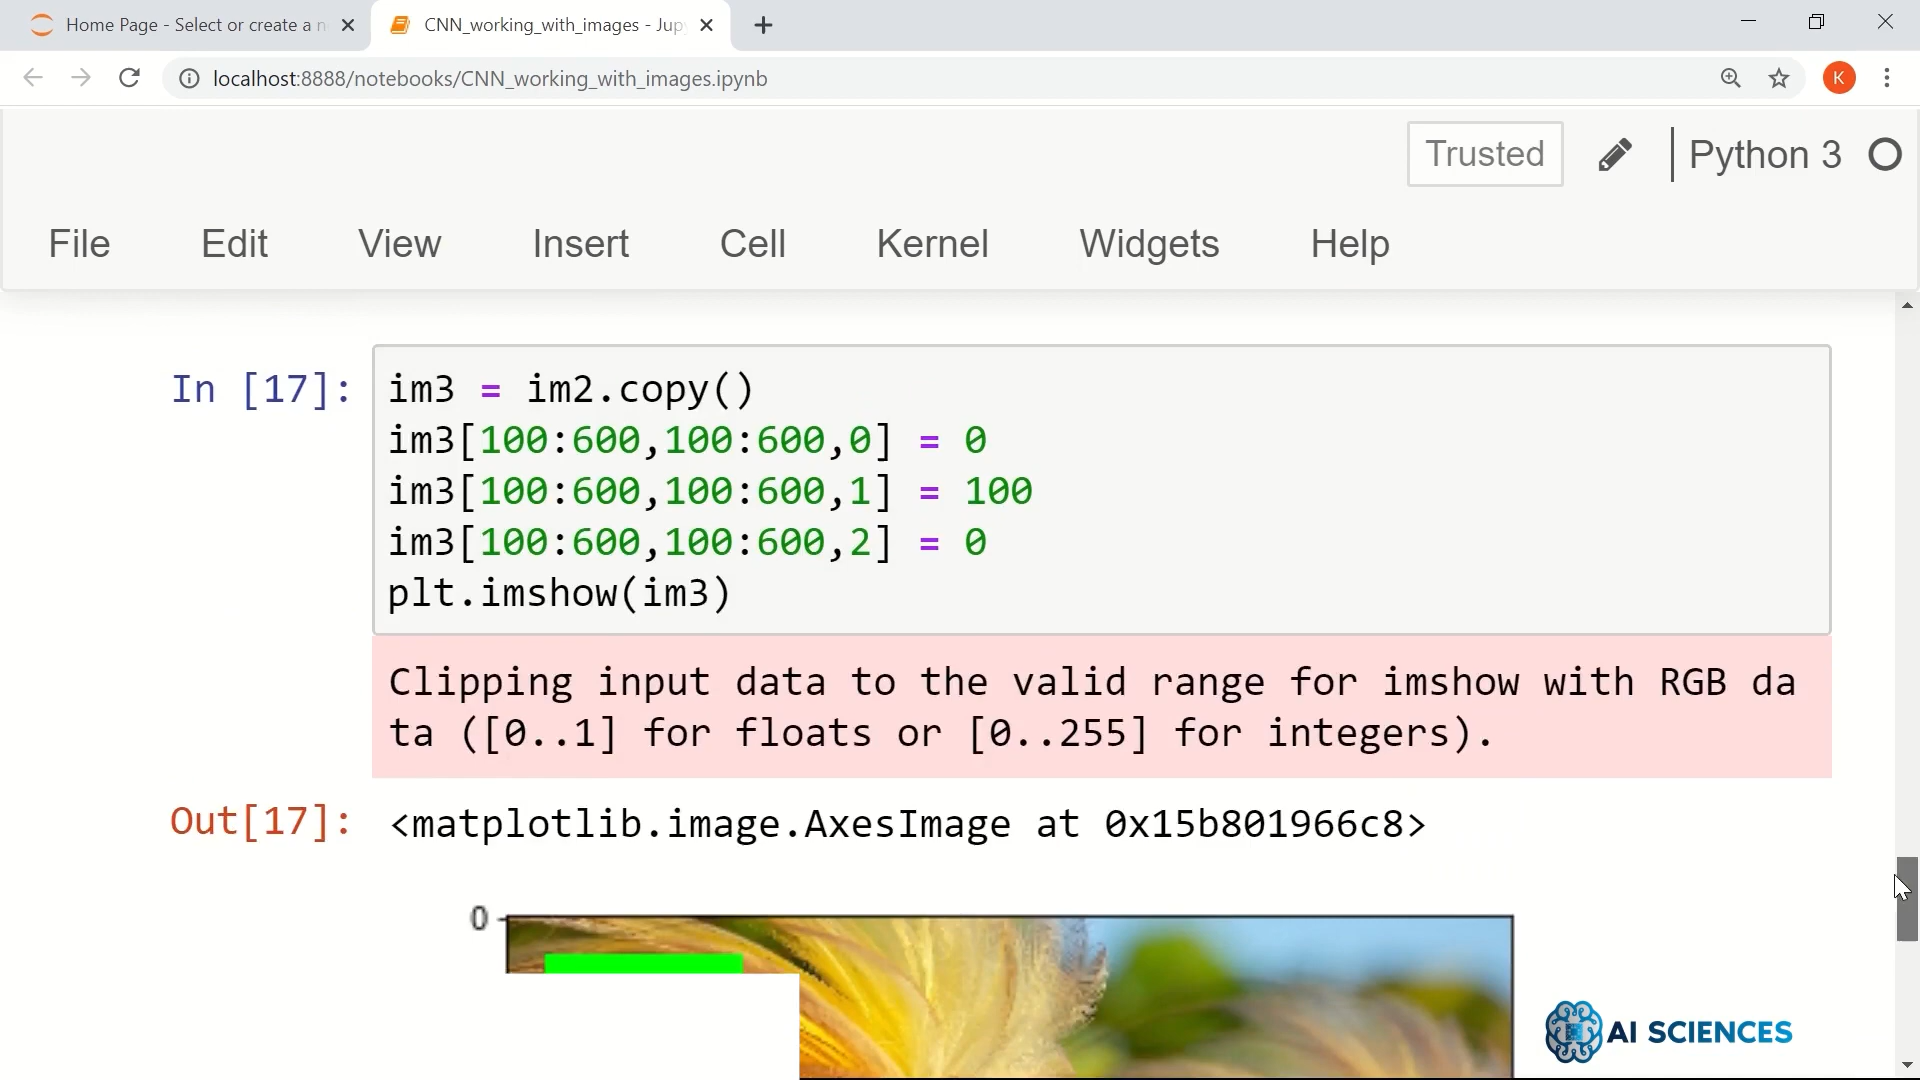 Home Page - Select or create a n
CNN_working_with_images - Jup
localhost:8888/notebooks/CNN_working_with_images.ipynb
K
Trusted
Python 3
File Edit View Insert Cell Kernel Widgets Help
In [17]:
im3 = im2.copy()
im3[100:600,100:600,0] = 0
im3[100:600,100:600,1] = 100
im3[100:600,100:600,2] = 0
plt.imshow(im3)
Clipping input data to the valid range for imshow with RGB da
ta ([0..1] for floats or [0..255] for integers).
Out[17]: <matplotlib.image.AxesImage at 0x15b801966c8>
0
AI SCIENCES